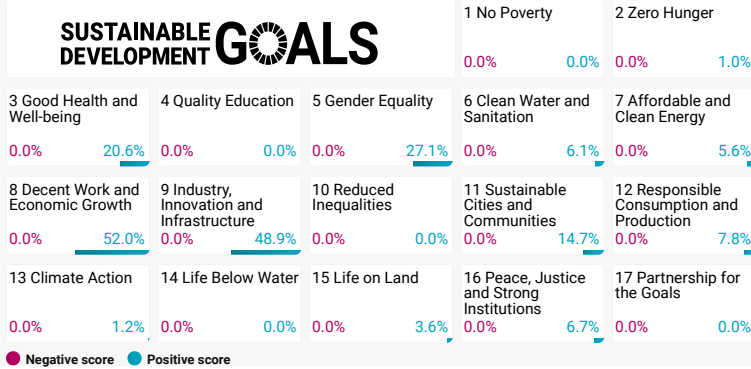 SUSTAINABLE
DEVELOPMENT
GOALS
1 No Poverty
0.0% 0.0%
2 Zero Hunger
0.0% 1.0%
3 Good Health and
Well-being
0.0% 20.6%
4 Quality Education
0.0% 0.0%
5 Gender Equality
0.0% 27.1%
6 Clean Water and
Sanitation
0.0% 6.1%
7 Affordable and
Clean Energy
0.0% 5.6%
8 Decent Work and
Economic Growth
0.0% 52.0%
9 Industry,
Innovation and
Infrastructure
0.0% 48.9%
10 Reduced
Inequalities
0.0% 0.0%
11 Sustainable
Cities and
Communities
0.0% 14.7%
12 Responsible
Consumption and
Production
0.0% 7.8%
13 Climate Action
0.0% 1.2%
14 Life Below Water
0.0% 0.0%
15 Life on Land
0.0% 3.6%
16 Peace, Justice
and Strong
Institutions
0.0% 6.7%
17 Partnership for
the Goals
0.0% 0.0%
Negative score Positive score